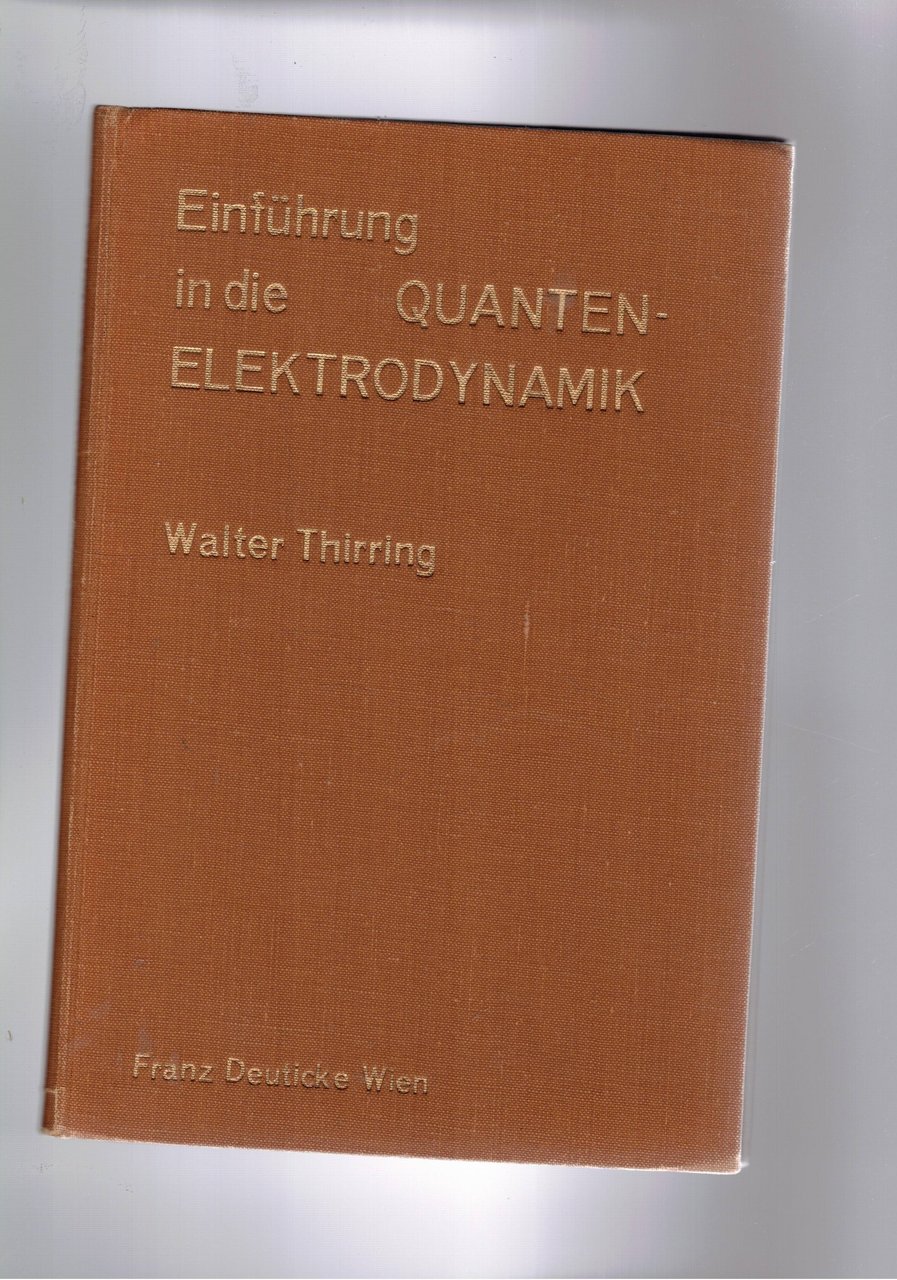 Einführung
in die QUANTEN-
ELEKTRODYNAMIK
Walter Thirring
Franz Deuticke Wien